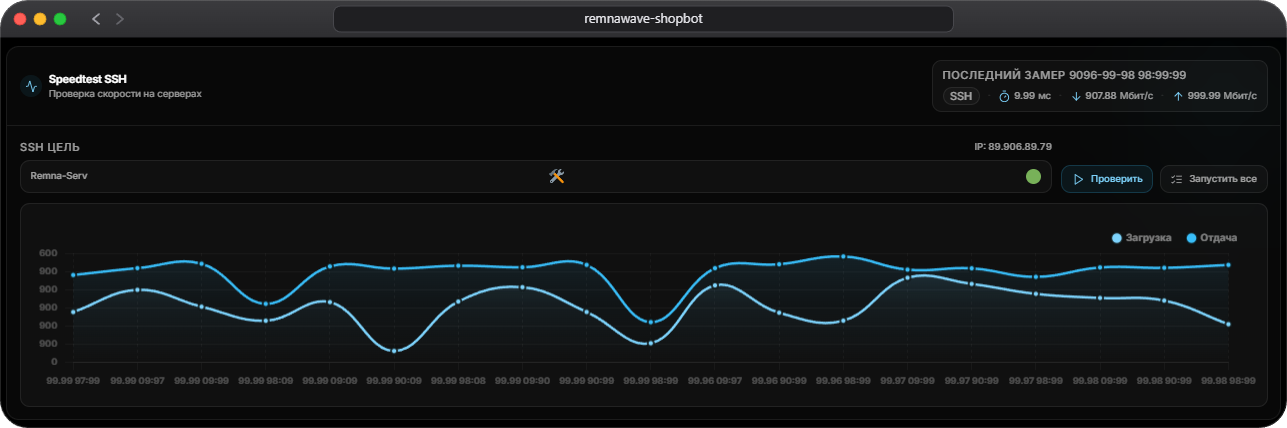 remnawave-shopbot
Speedtest SSH
Проверка скорости на серверах
ПОСЛЕДНИЙ ЗАМЕР 9096-99-98 98:99:99
SSH · 9.99 мс · 907.88 Мбит/с · 999.99 Мбит/с
SSH ЦЕЛЬ
IP: 89.906.89.79
Remna-Serv
Проверить
Запустить все
Загрузка Отдача
600
900
900
900
900
900
0
99.99 97:99 99.99 09:97 99.99 09:99 99.99 98:09 99.99 09:09 99.99 90:09 99.99 98:08 99.99 09:90 99.99 90:99 99.99 98:99 99.96 09:97 99.96 90:99 99.96 98:99 99.97 09:99 99.97 90:99 99.97 98:99 99.98 09:99 99.98 90:99 99.98 98:99